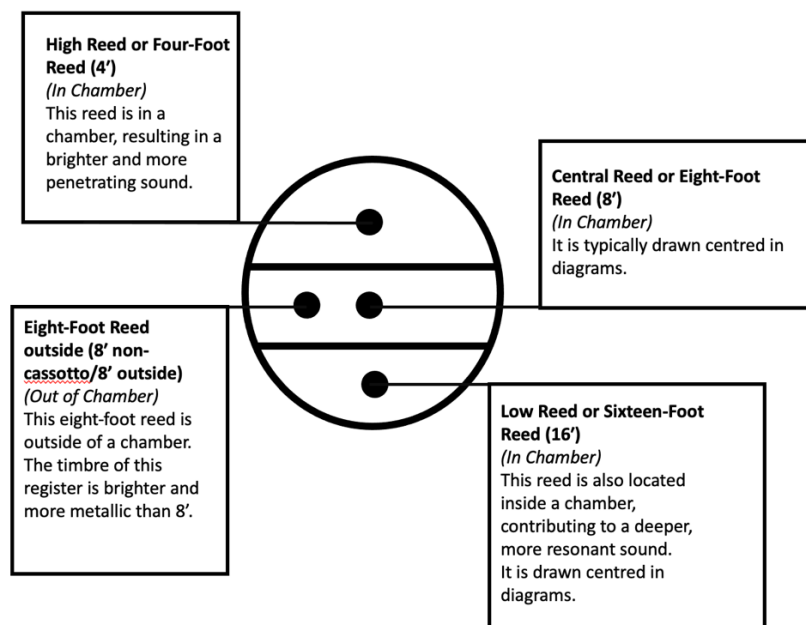 High Reed or Four-Foot
Reed (4′)
(In Chamber)
This reed is in a
chamber, resulting in a
brighter and more
penetrating sound.
Central Reed or Eight-Foot
Reed (8′)
(In Chamber)
It is typically drawn centred in
diagrams.
Eight-Foot Reed
outside (8′ non-
cassotto/8′ outside)
(Out of Chamber)
This eight-foot reed is
outside of a chamber.
The timbre of this
register is brighter and
more metallic than 8′.
Low Reed or Sixteen-Foot
Reed (16′)
(In Chamber)
This reed is also located
inside a chamber,
contributing to a deeper,
more resonant sound.
It is drawn centred in
diagrams.